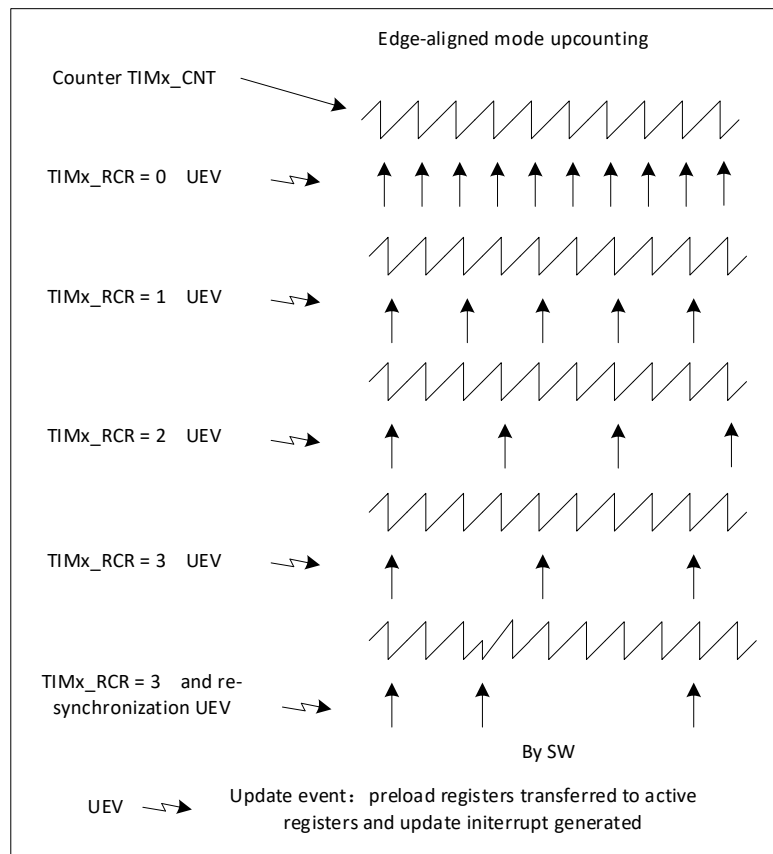 Edge-aligned mode upcounting
Counter TIMx_CNT
TIMx_RCR = 0 UEV
TIMx_RCR = 1 UEV
TIMx_RCR = 2 UEV
TIMx_RCR = 3 UEV
TIMx_RCR = 3 and re-
synchronization UEV
By SW
UEV
Update event：preload registers transferred to active
registers and update initerrupt generated